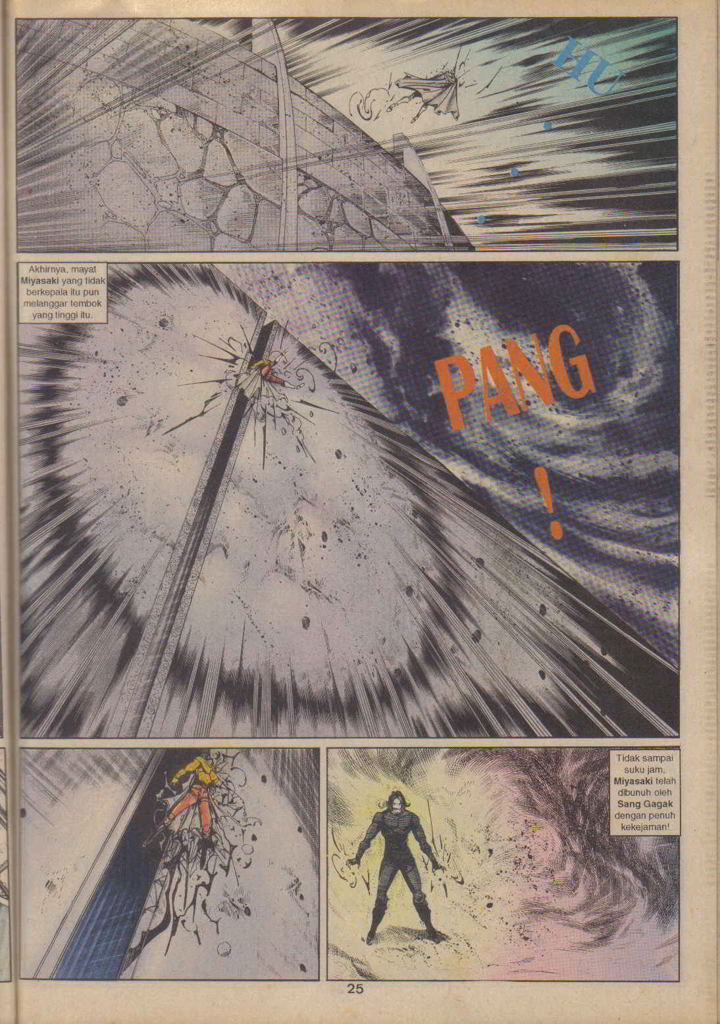 HU
Akhirnya, mayat
Miyasaki yang tidak
berkepala itu pun
melanggar tembok
yang tinggi itu.
PANG
!
Tidak sampai
suku jam,
Miyasaki telah
dibunuh oleh
Sang Gagak
dengan penuh
kekejaman!
25